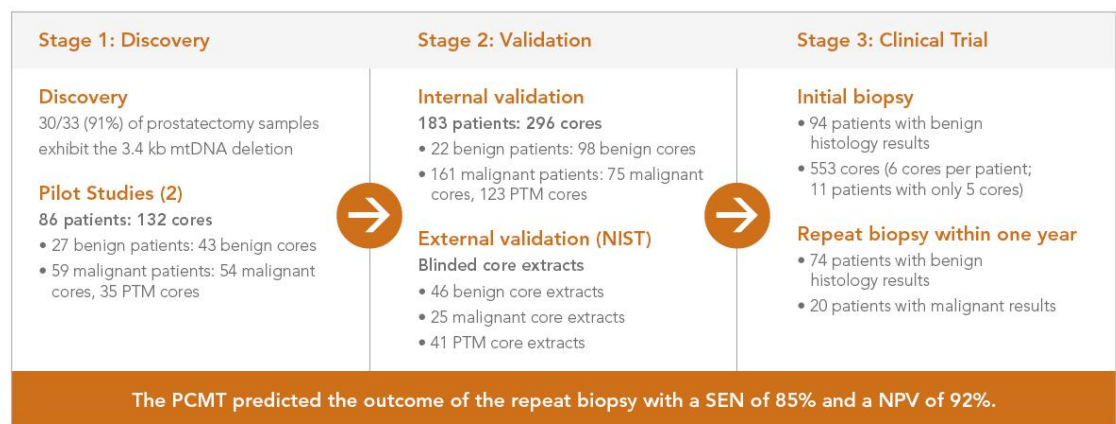 Stage 1: Discovery
Discovery
30/33 (91%) of prostatectomy samples
exhibit the 3.4 kb mtDNA deletion
Pilot Studies (2)
86 patients: 132 cores
• 27 benign patients: 43 benign cores
• 59 malignant patients: 54 malignant
cores, 35 PTM cores
Stage 2: Validation
Internal validation
183 patients: 296 cores
• 22 benign patients: 98 benign cores
• 161 malignant patients: 75 malignant
cores, 123 PTM cores
External validation (NIST)
Blinded core extracts
• 46 benign core extracts
• 25 malignant core extracts
• 41 PTM core extracts
Stage 3: Clinical Trial
Initial biopsy
• 94 patients with benign
histology results
• 553 cores (6 cores per patient;
11 patients with only 5 cores)
Repeat biopsy within one year
• 74 patients with benign
histology results
• 20 patients with malignant results
The PCMT predicted the outcome of the repeat biopsy with a SEN of 85% and a NPV of 92%.